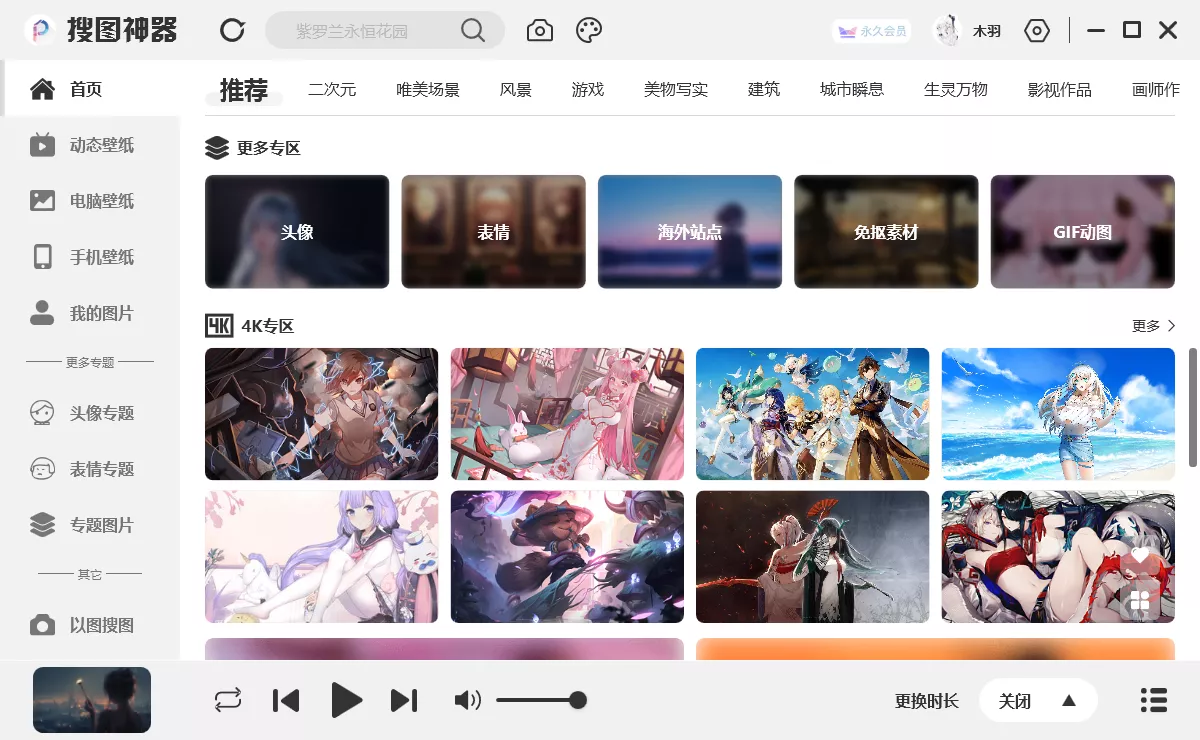 搜图神器
紫罗兰永恒花园
永久会员
木羽
首页
推荐 二次元 唯美场景 风景 游戏 美物写实 建筑 城市瞬息 生灵万物 影视作品 画师作
动态壁纸
电脑壁纸
手机壁纸
我的图片
更多专题
头像专题
表情专题
专题图片
其它
以图搜图
更多专区
头像 表情 海外站点 免抠素材 GIF动图
4K 4K专区 更多
更换时长 关闭